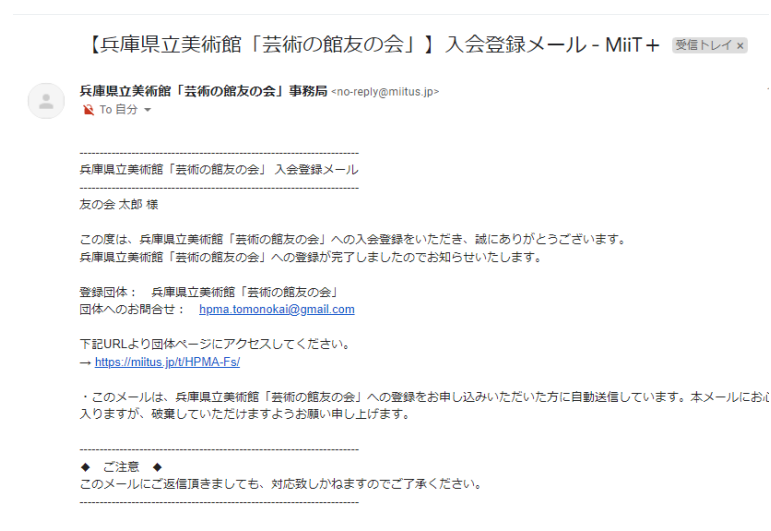 【兵庫県立美術館「芸術の館友の会」】入会登録メール - MiiT+ 受信トレイ ×
兵庫県立美術館「芸術の館友の会」事務局 <no-reply@miitus.jp>
To 自分
----------------------------------------------------------------------
兵庫県立美術館「芸術の館友の会」 入会登録メール
----------------------------------------------------------------------
友の会 太郎 様
この度は、兵庫県立美術館「芸術の館友の会」への入会登録をいただき、誠にありがとうございます。
兵庫県立美術館「芸術の館友の会」への登録が完了しましたのでお知らせいたします。
登録団体： 兵庫県立美術館「芸術の館友の会」
団体へのお問合せ： hpma.tomonokai@gmail.com
下記URLより団体ページにアクセスしてください。
→ https://miitus.jp/t/HPMA-Fs/
・このメールは、兵庫県立美術館「芸術の館友の会」への登録をお申し込みいただいた方に自動送信しています。本メールにお心
入りますが、破棄していただけますようお願い申し上げます。
----------------------------------------------------------------------
◆ ご注意 ◆
このメールにご返信頂きましても、対応致しかねますのでご了承ください。
----------------------------------------------------------------------